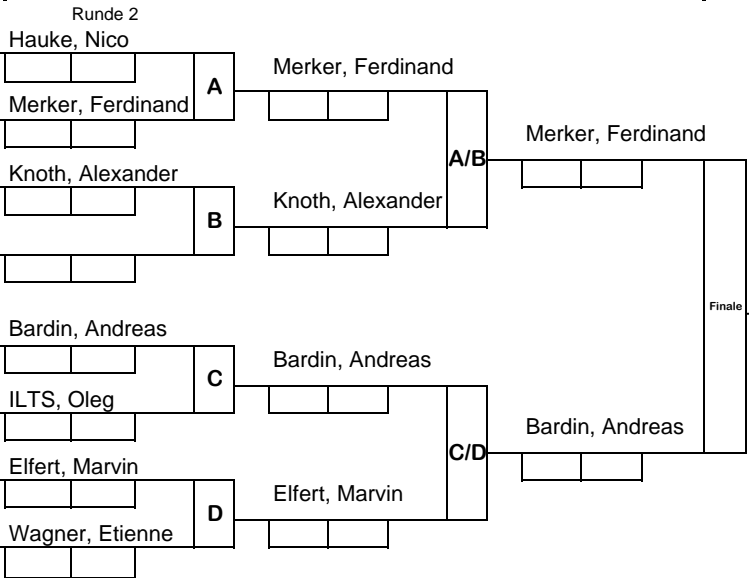 Runde 2
Hauke, Nico
A
Merker, Ferdinand
Merker, Ferdinand
A/B
Merker, Ferdinand
Knoth, Alexander
B
Knoth, Alexander
Finale
Bardin, Andreas
C
Bardin, Andreas
ILTS, Oleg
C/D
Bardin, Andreas
Elfert, Marvin
D
Elfert, Marvin
Wagner, Etienne